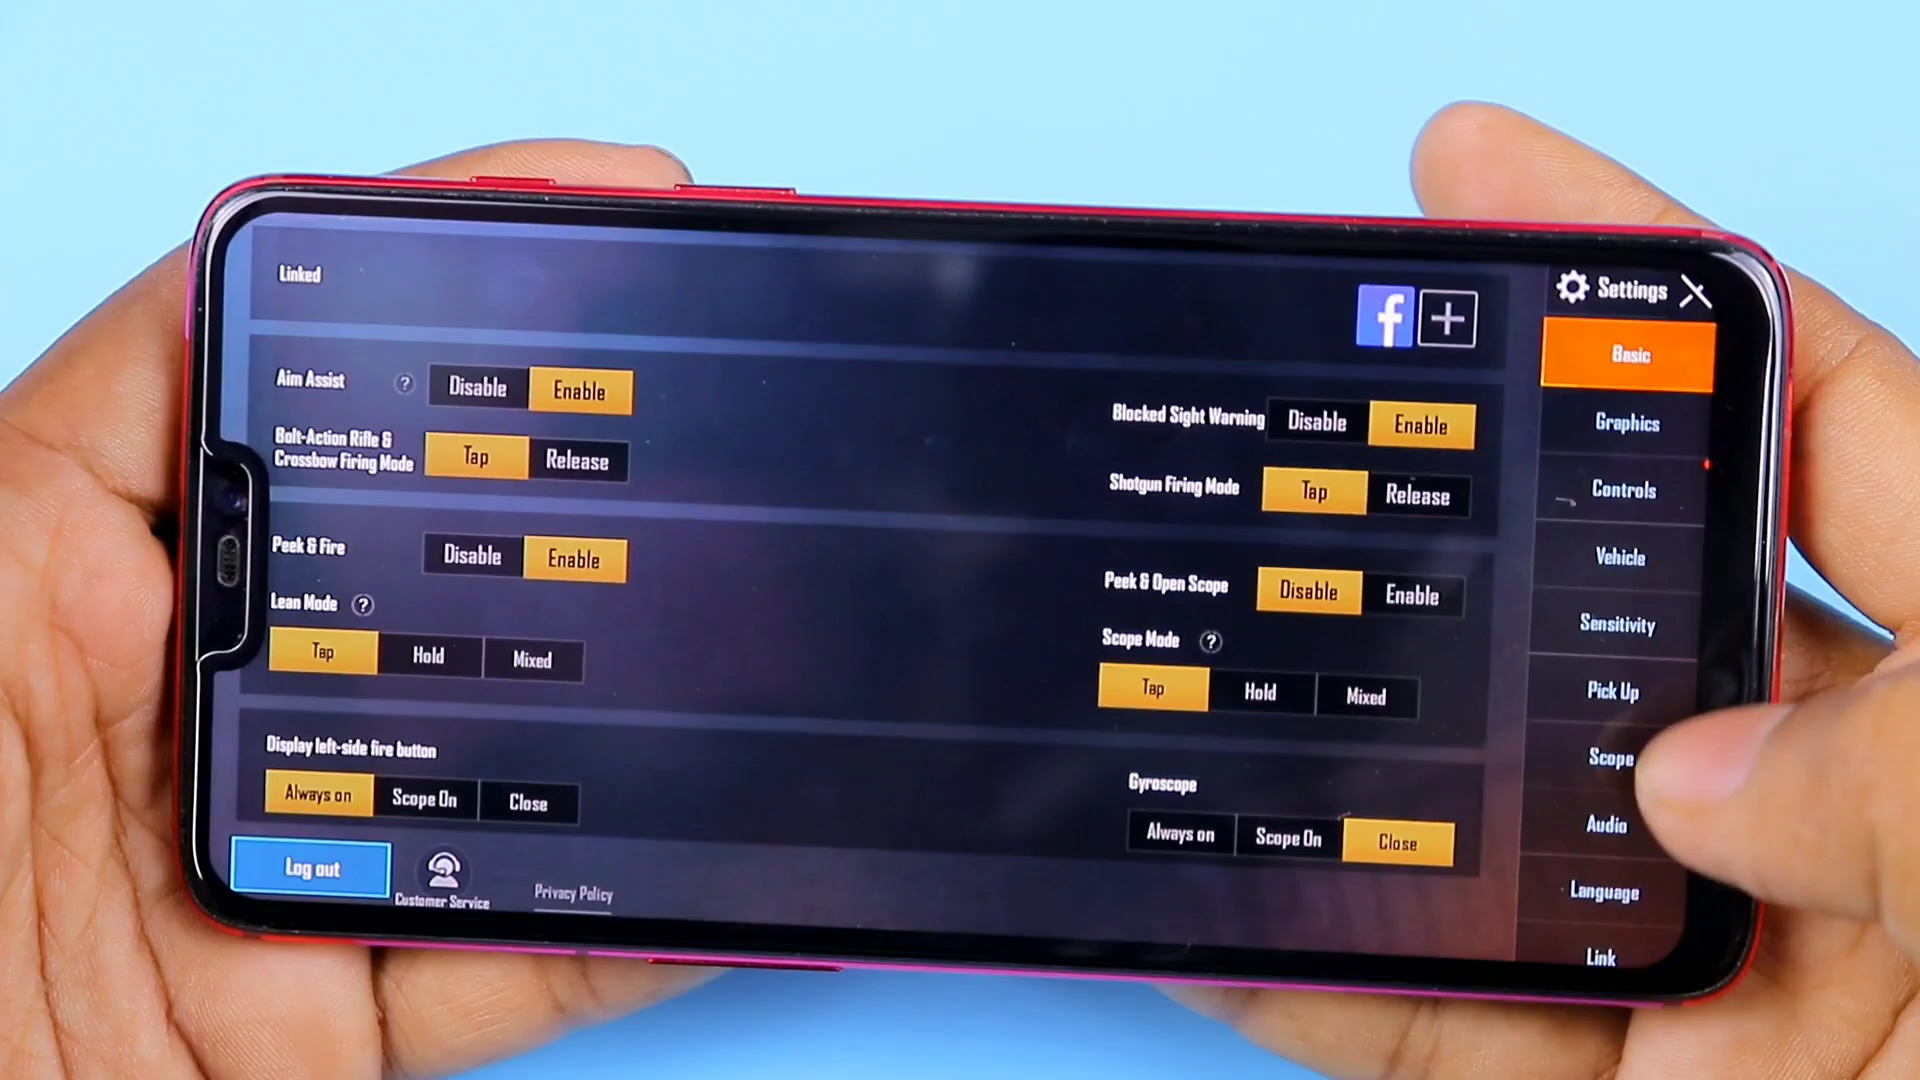 Linked
Settings
Basic
Aim Assist ? Disable Enable
Blocked Sight Warning Disable Enable
Bolt-Action Rifle &
Crossbow Firing Mode
Tap Release
Shotgun Firing Mode Tap Release
Peek & Fire Disable Enable
Peek & Open Scope Disable Enable
Lean Mode ?
Tap Hold Mixed
Scope Mode ?
Tap Hold Mixed
Display left-side fire button
Always on Scope On Close
Gyroscope
Always on Scope On Close
Log out
Customer Service
Privacy Policy
Graphics
Controls
Vehicle
Sensitivity
Pick Up
Scope
Audio
Language
Link